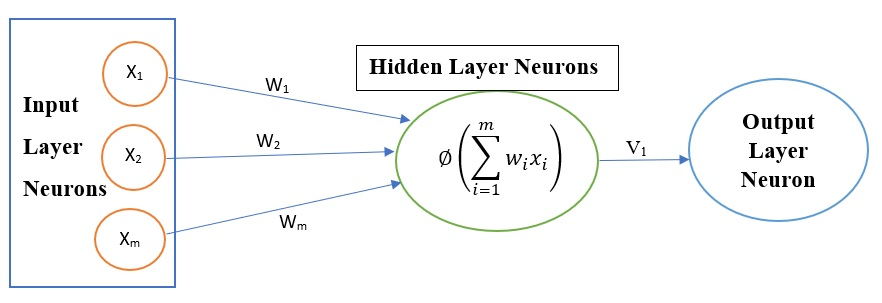 Hidden Layer Neurons
Input
Layer
Neurons
X₁
X₂
Xₘ
W₁
W₂
Wₘ
∅(∑ᵢ₌₁ᵐ wᵢxᵢ)
V₁
Output
Layer
Neuron